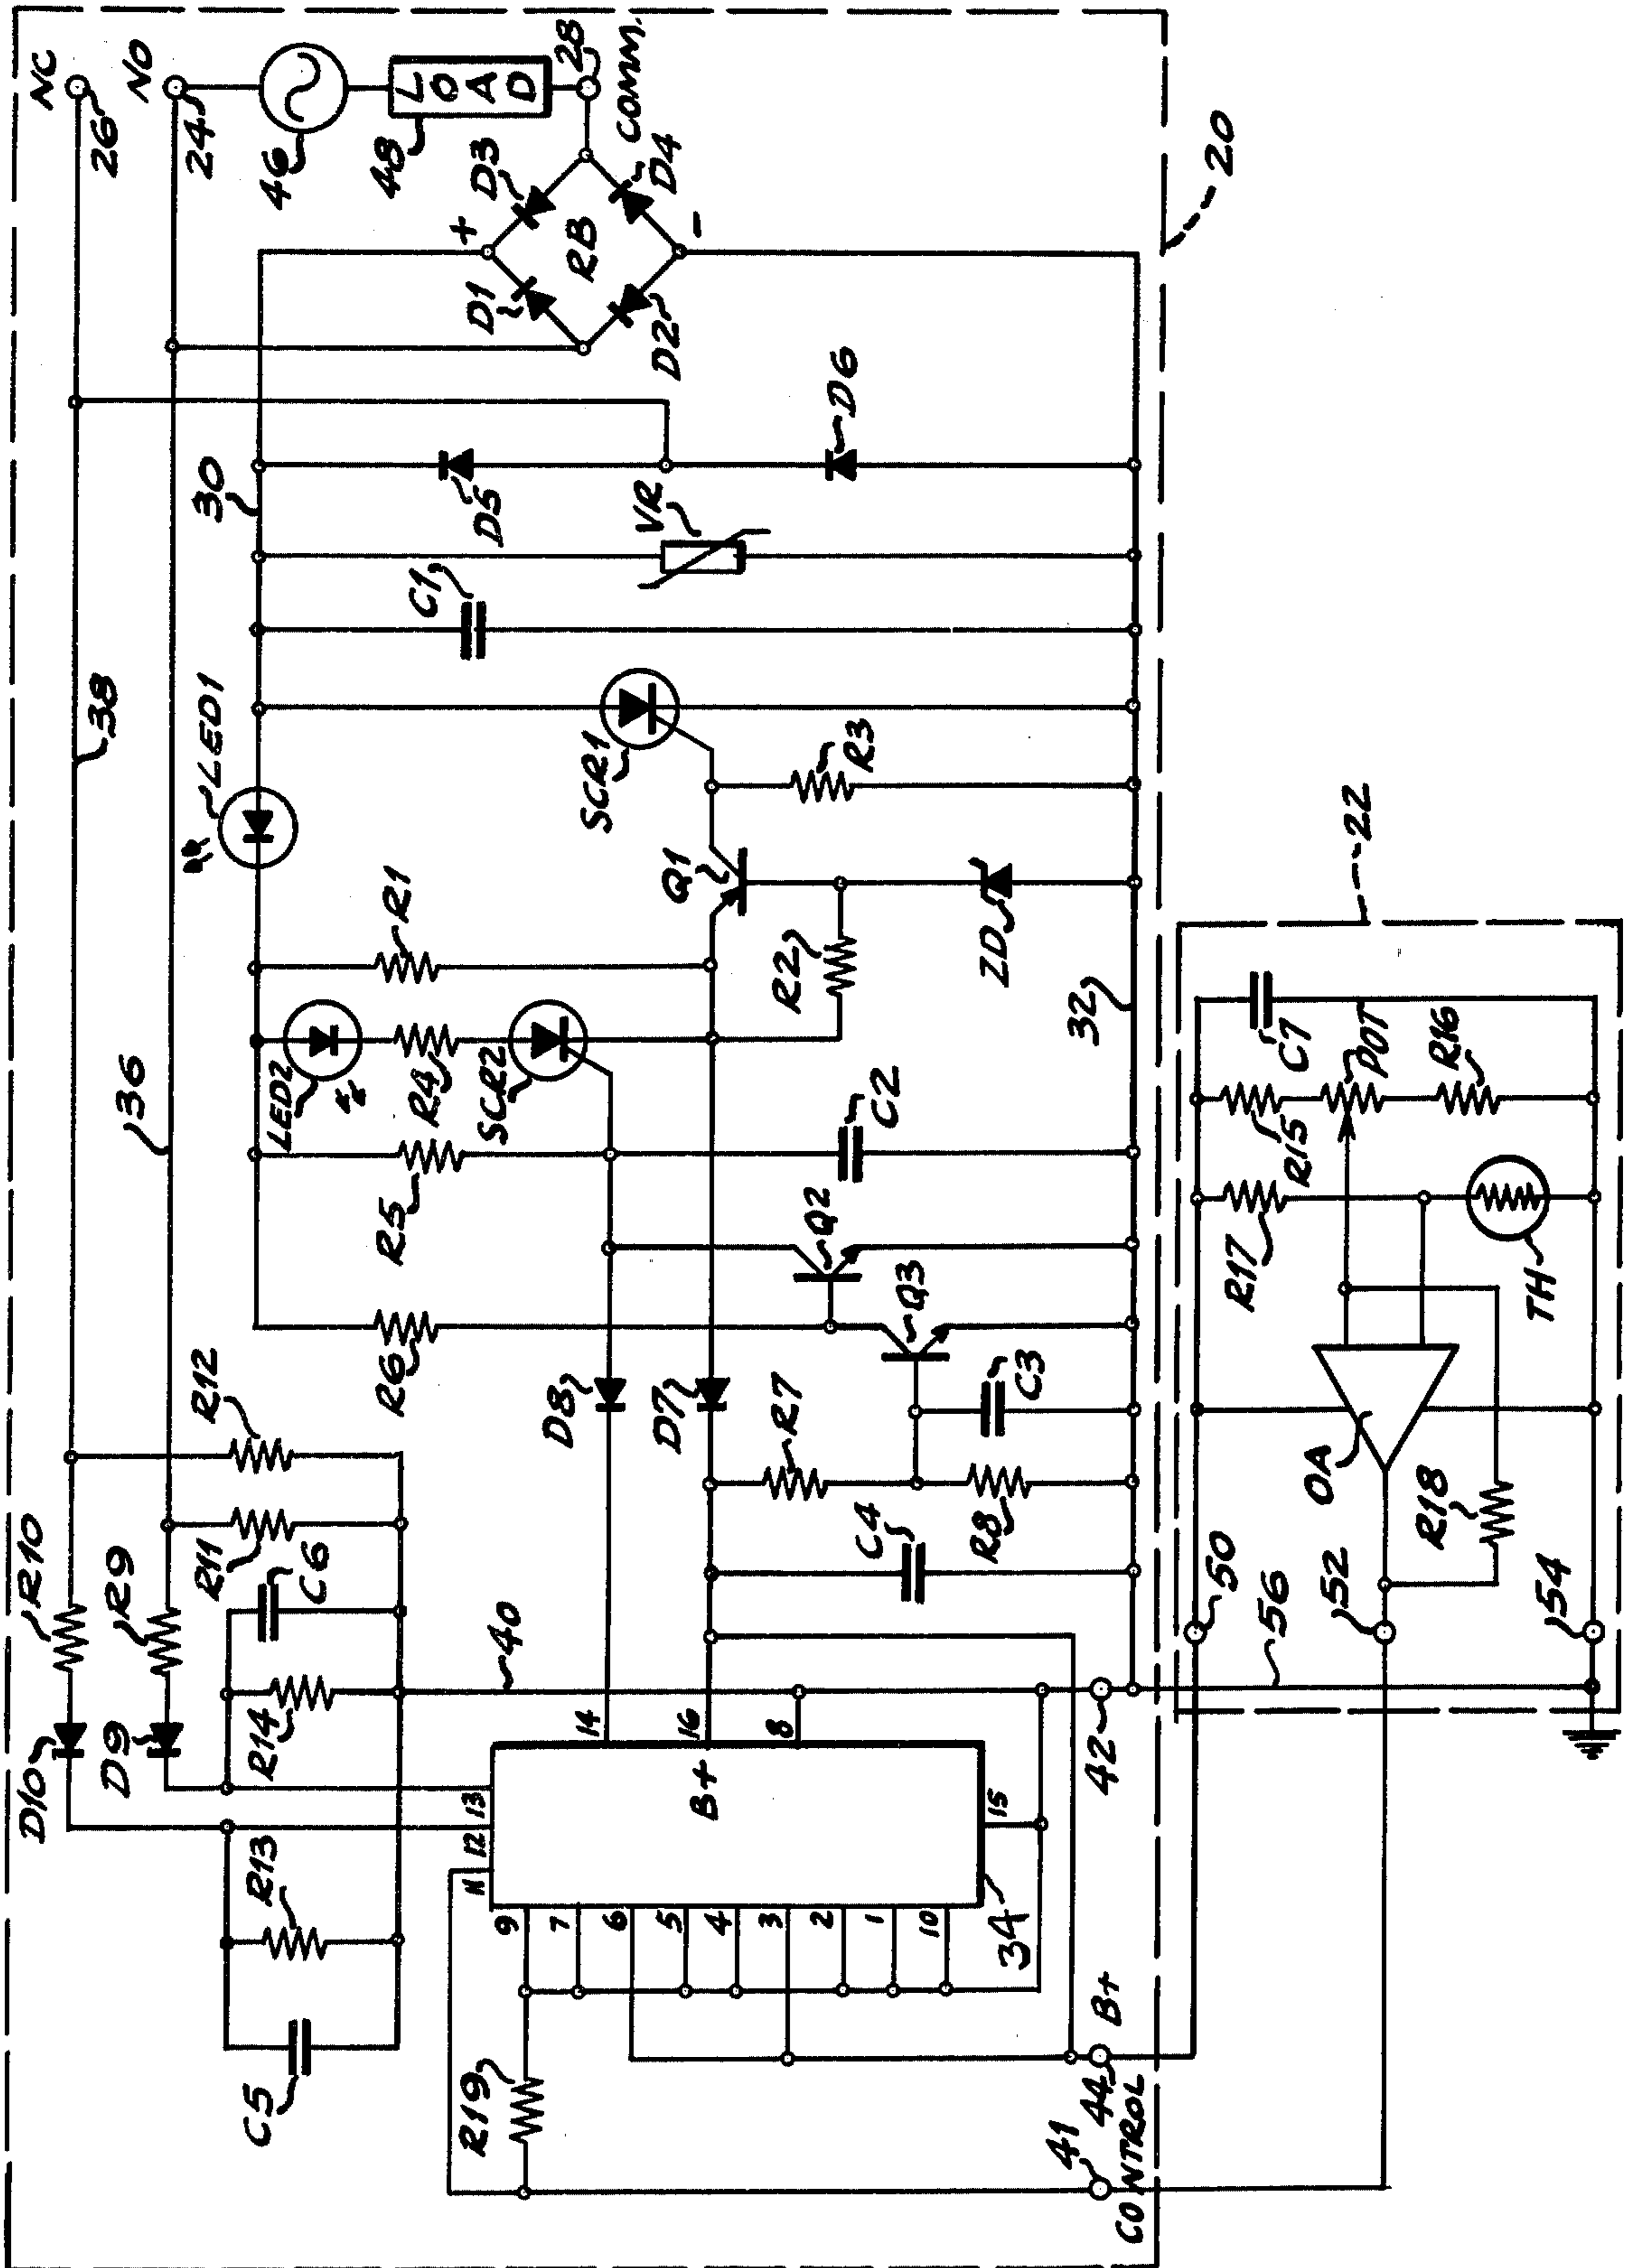 NC
26
NO
24
46
LOAD
48
28
COMM.
D3
D4
+
RB
-
D1
D2
20
30
D5
D6
VR
C1
38
LED1
SCR1
R3
R1
Q1
R2
ZD
32
36
LED2
R4
SCR2
R5
C2
Q2
Q3
R6
R12
D8
D7
R7
C3
R10
R9
R11
C6
C4
R8
40
D10
D9
R14
14
16
8
42
B+
13
12
11
15
R13
9
7
6
5
4
3
2
1
10
34
C5
R19
41
44
B+
CONTROL
22
C7
POT
R15
R16
R17
TH
OA
R18
50
52
54
56